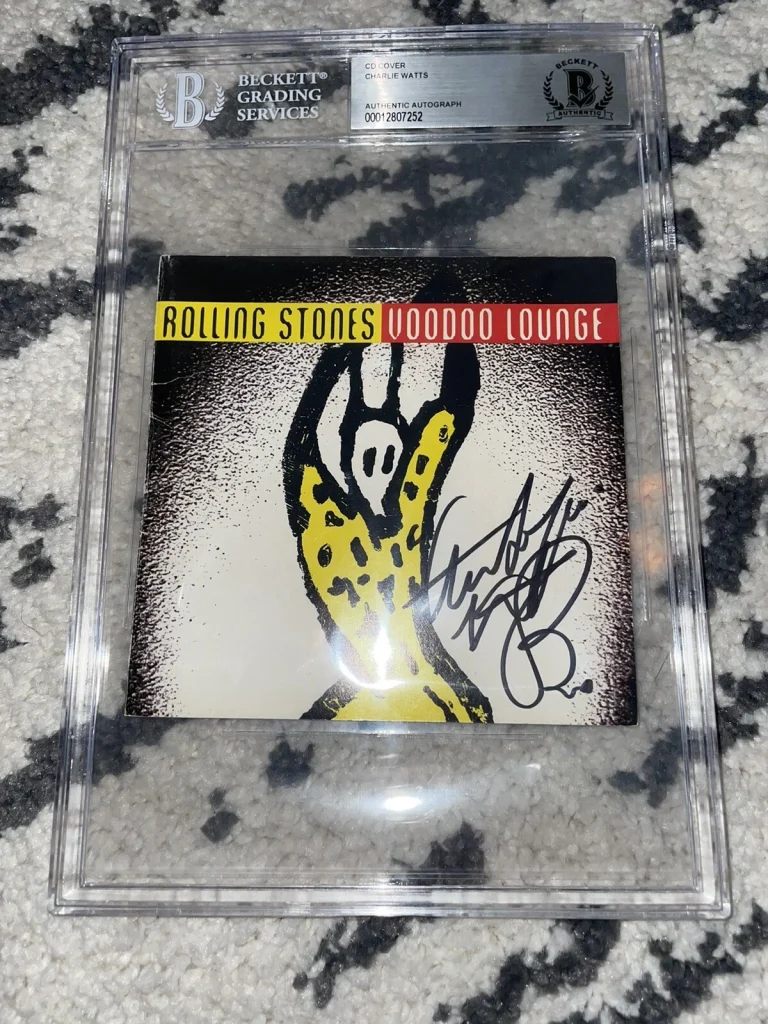 B
BECKETT®
GRADING
SERVICES
CD COVER
CHARLIE WATTS
AUTHENTIC AUTOGRAPH
00012807252
BECKETT
B
AUTHENTIC
ROLLING STONES VOODOO LOUNGE